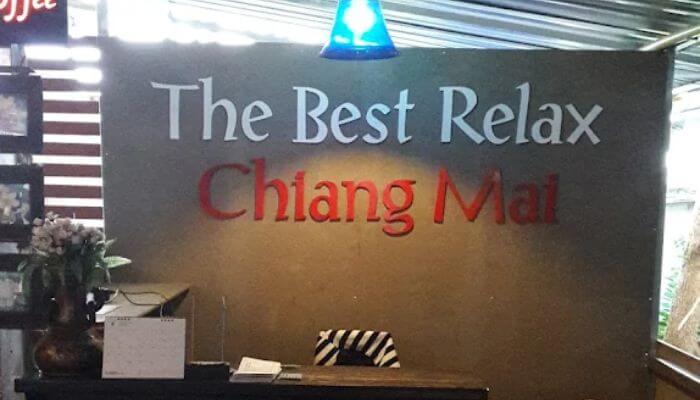 The Best Relax
Chiang Mai